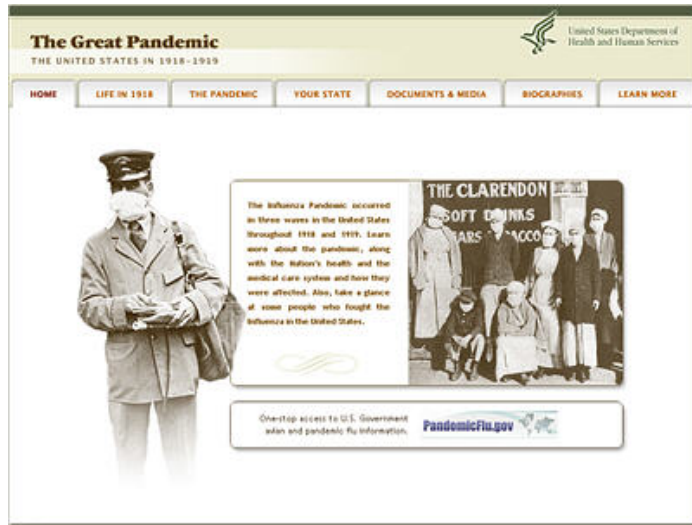 The Great Pandemic
THE UNITED STATES IN 1918-1919
United States Department of
Health and Human Services
HOME
LIFE IN 1918
THE PANDEMIC
YOUR STATE
DOCUMENTS & MEDIA
BIOGRAPHIES
LEARN MORE
The Influenza Pandemic occurred
in three waves in the United States
throughout 1918 and 1919. Learn
more about the pandemic, along
with the Nation's health and the
medical care system and how they
were affected. Also, take a glance
at some people who fought the
Influenza in the United States.
THE CLARENDON
SOFT DRINKS
One-stop access to U.S. Government
avian and pandemic flu information.
PandemicFlu.gov